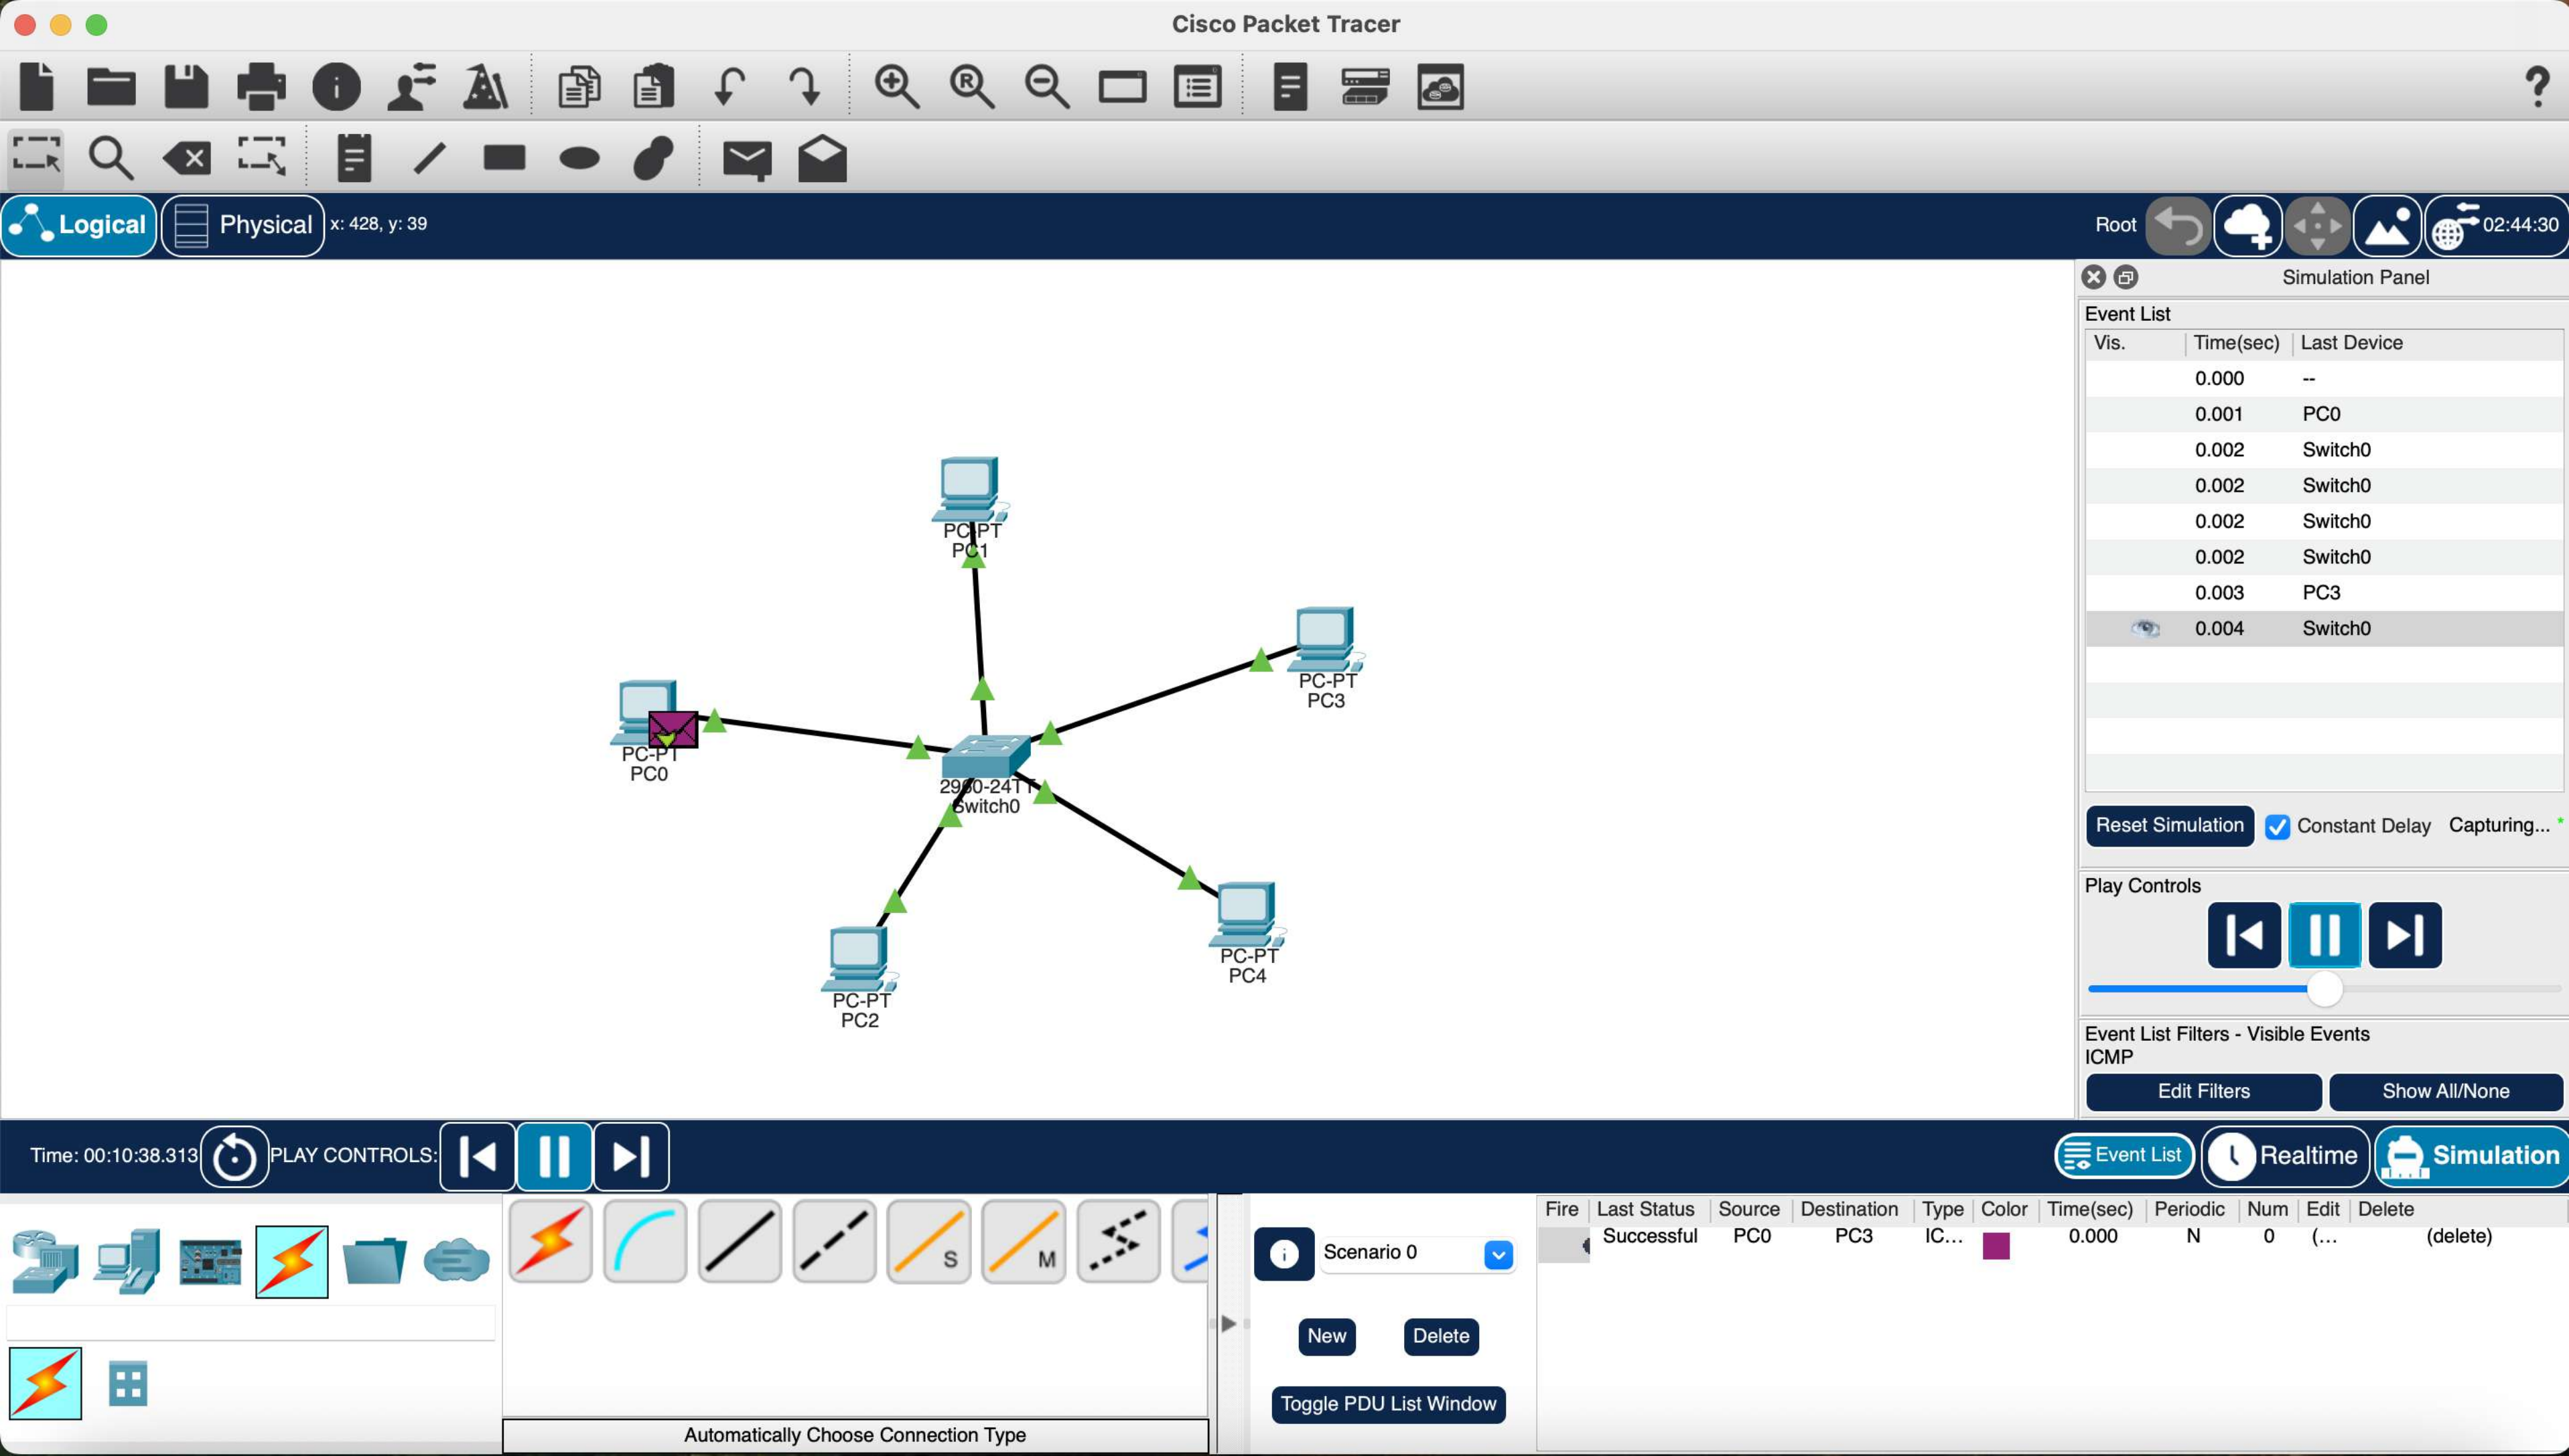 Cisco Packet Tracer
Logical
Physical
x: 428, y: 39
Root
02:44:30
Simulation Panel
Event List
Vis. Time(sec) Last Device
0.000 --
0.001 PC0
0.002 Switch0
0.002 Switch0
0.002 Switch0
0.002 Switch0
0.003 PC3
0.004 Switch0
PC-PT
PC1
PC-PT
PC3
PC-PT
PC0
2960-24TT
Switch0
PC-PT
PC4
PC-PT
PC2
Reset Simulation
Constant Delay
Capturing... *
Play Controls
Event List Filters - Visible Events
ICMP
Edit Filters
Show All/None
Time: 00:10:38.313
PLAY CONTROLS:
Event List
Realtime
Simulation
S
M
Scenario 0
New
Delete
Toggle PDU List Window
Fire Last Status Source Destination Type Color Time(sec) Periodic Num Edit Delete
Successful PC0 PC3 IC... 0.000 N 0 (... (delete)
Automatically Choose Connection Type